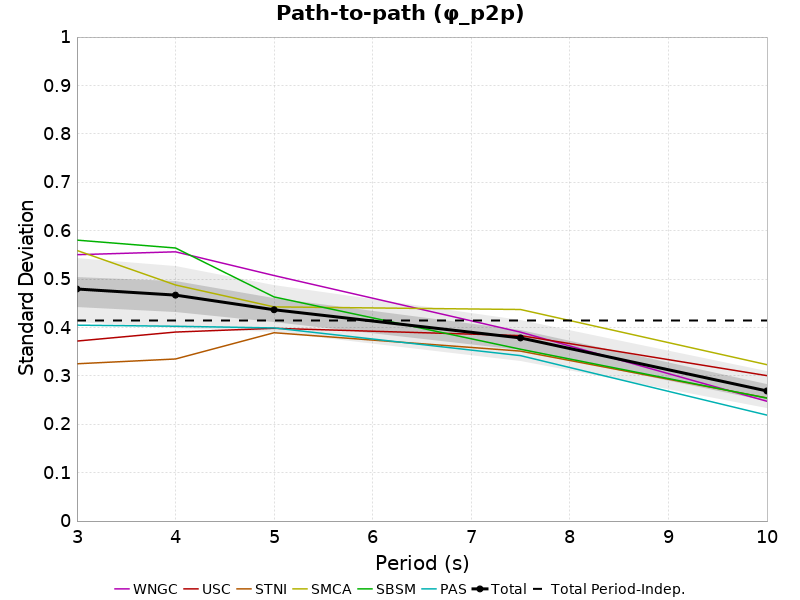 Path-to-path (φ_p2p)
Standard Deviation
1
0.9
0.8
0.7
0.6
0.5
0.4
0.3
0.2
0.1
0
3 4 5 6 7 8 9 10
Period (s)
WNGC USC STNI SMCA SBSM PAS Total Total Period-Indep.